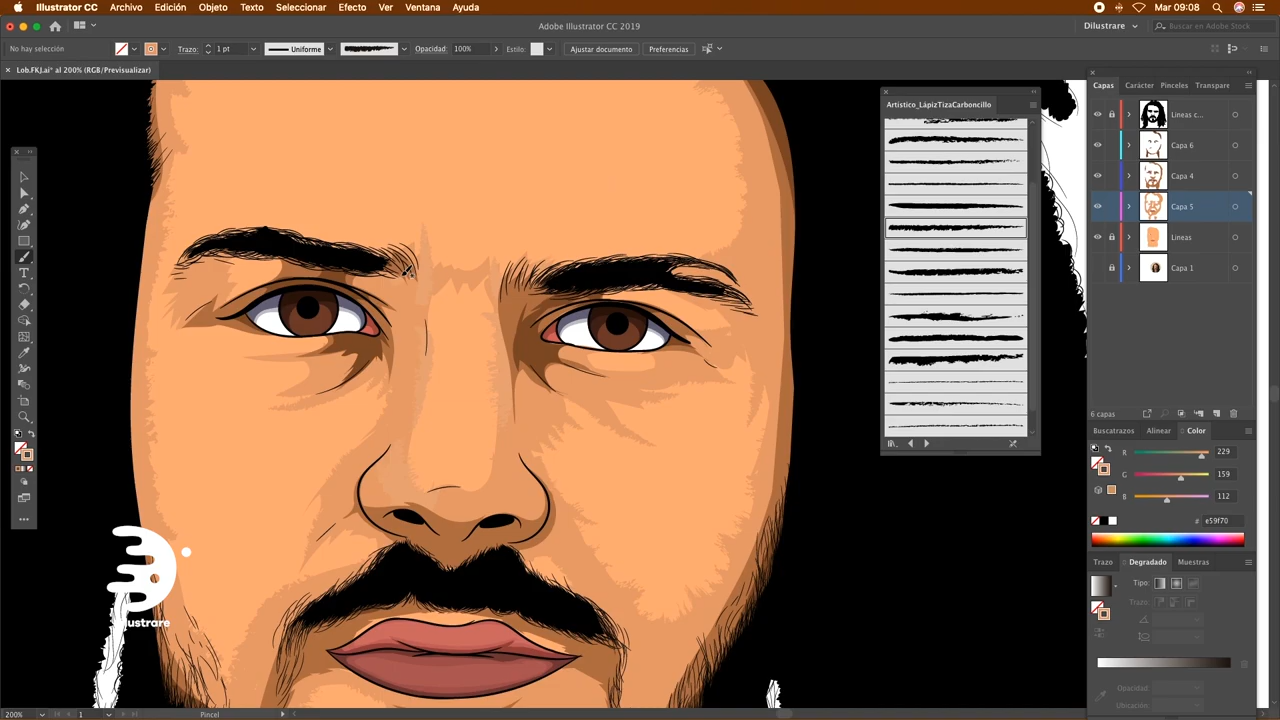 Illustrator CC Archivo Edición Objeto Texto Seleccionar Efecto Ver Ventana Ayuda Mar 09:08
Adobe Illustrator CC 2019 Dilustrare Buscar en Adobe Stock
No hay selección Trazo: 1 pt Uniforme Opacidad: 100% Estilo: Ajustar documento Preferencias
Lob.FKJ.ai* al 200% (RGB/Previsualizar)
Artístico_LápizTizaCarboncillo
Capas Carácter Pinceles Transpare
Líneas c...
Capa 6
Capa 4
Capa 5
Líneas
Capa 1
6 capas
Buscatrazos Alinear Color
R 229
G 159
B 112
# e59f70
Trazo Degradado Muestras
Tipo:
Trazo:
Opacidad:
Ubicación:
ilustrare
200% 1 Pincel